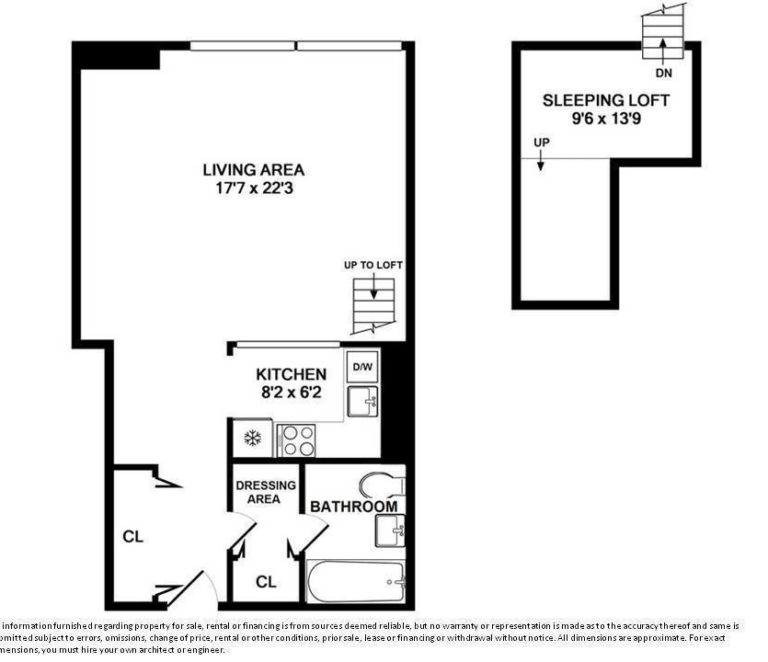 DN
SLEEPING LOFT
9'6 x 13'9
UP
LIVING AREA
17'7 x 22'3
UP TO LOFT
KITCHEN
8'2 x 6'2
D/W
DRESSING
AREA
BATHROOM
CL
CL
information furnished regarding property for sale, rental or financing is from sources deemed reliable, but no warranty or representation is made as to the accuracy thereof and same is
omitted subject to errors, omissions, change of price, rental or other conditions, prior sale, lease or financing or withdrawal without notice. All dimensions are approximate. For exact
mensions, you must hire your own architect or engineer.